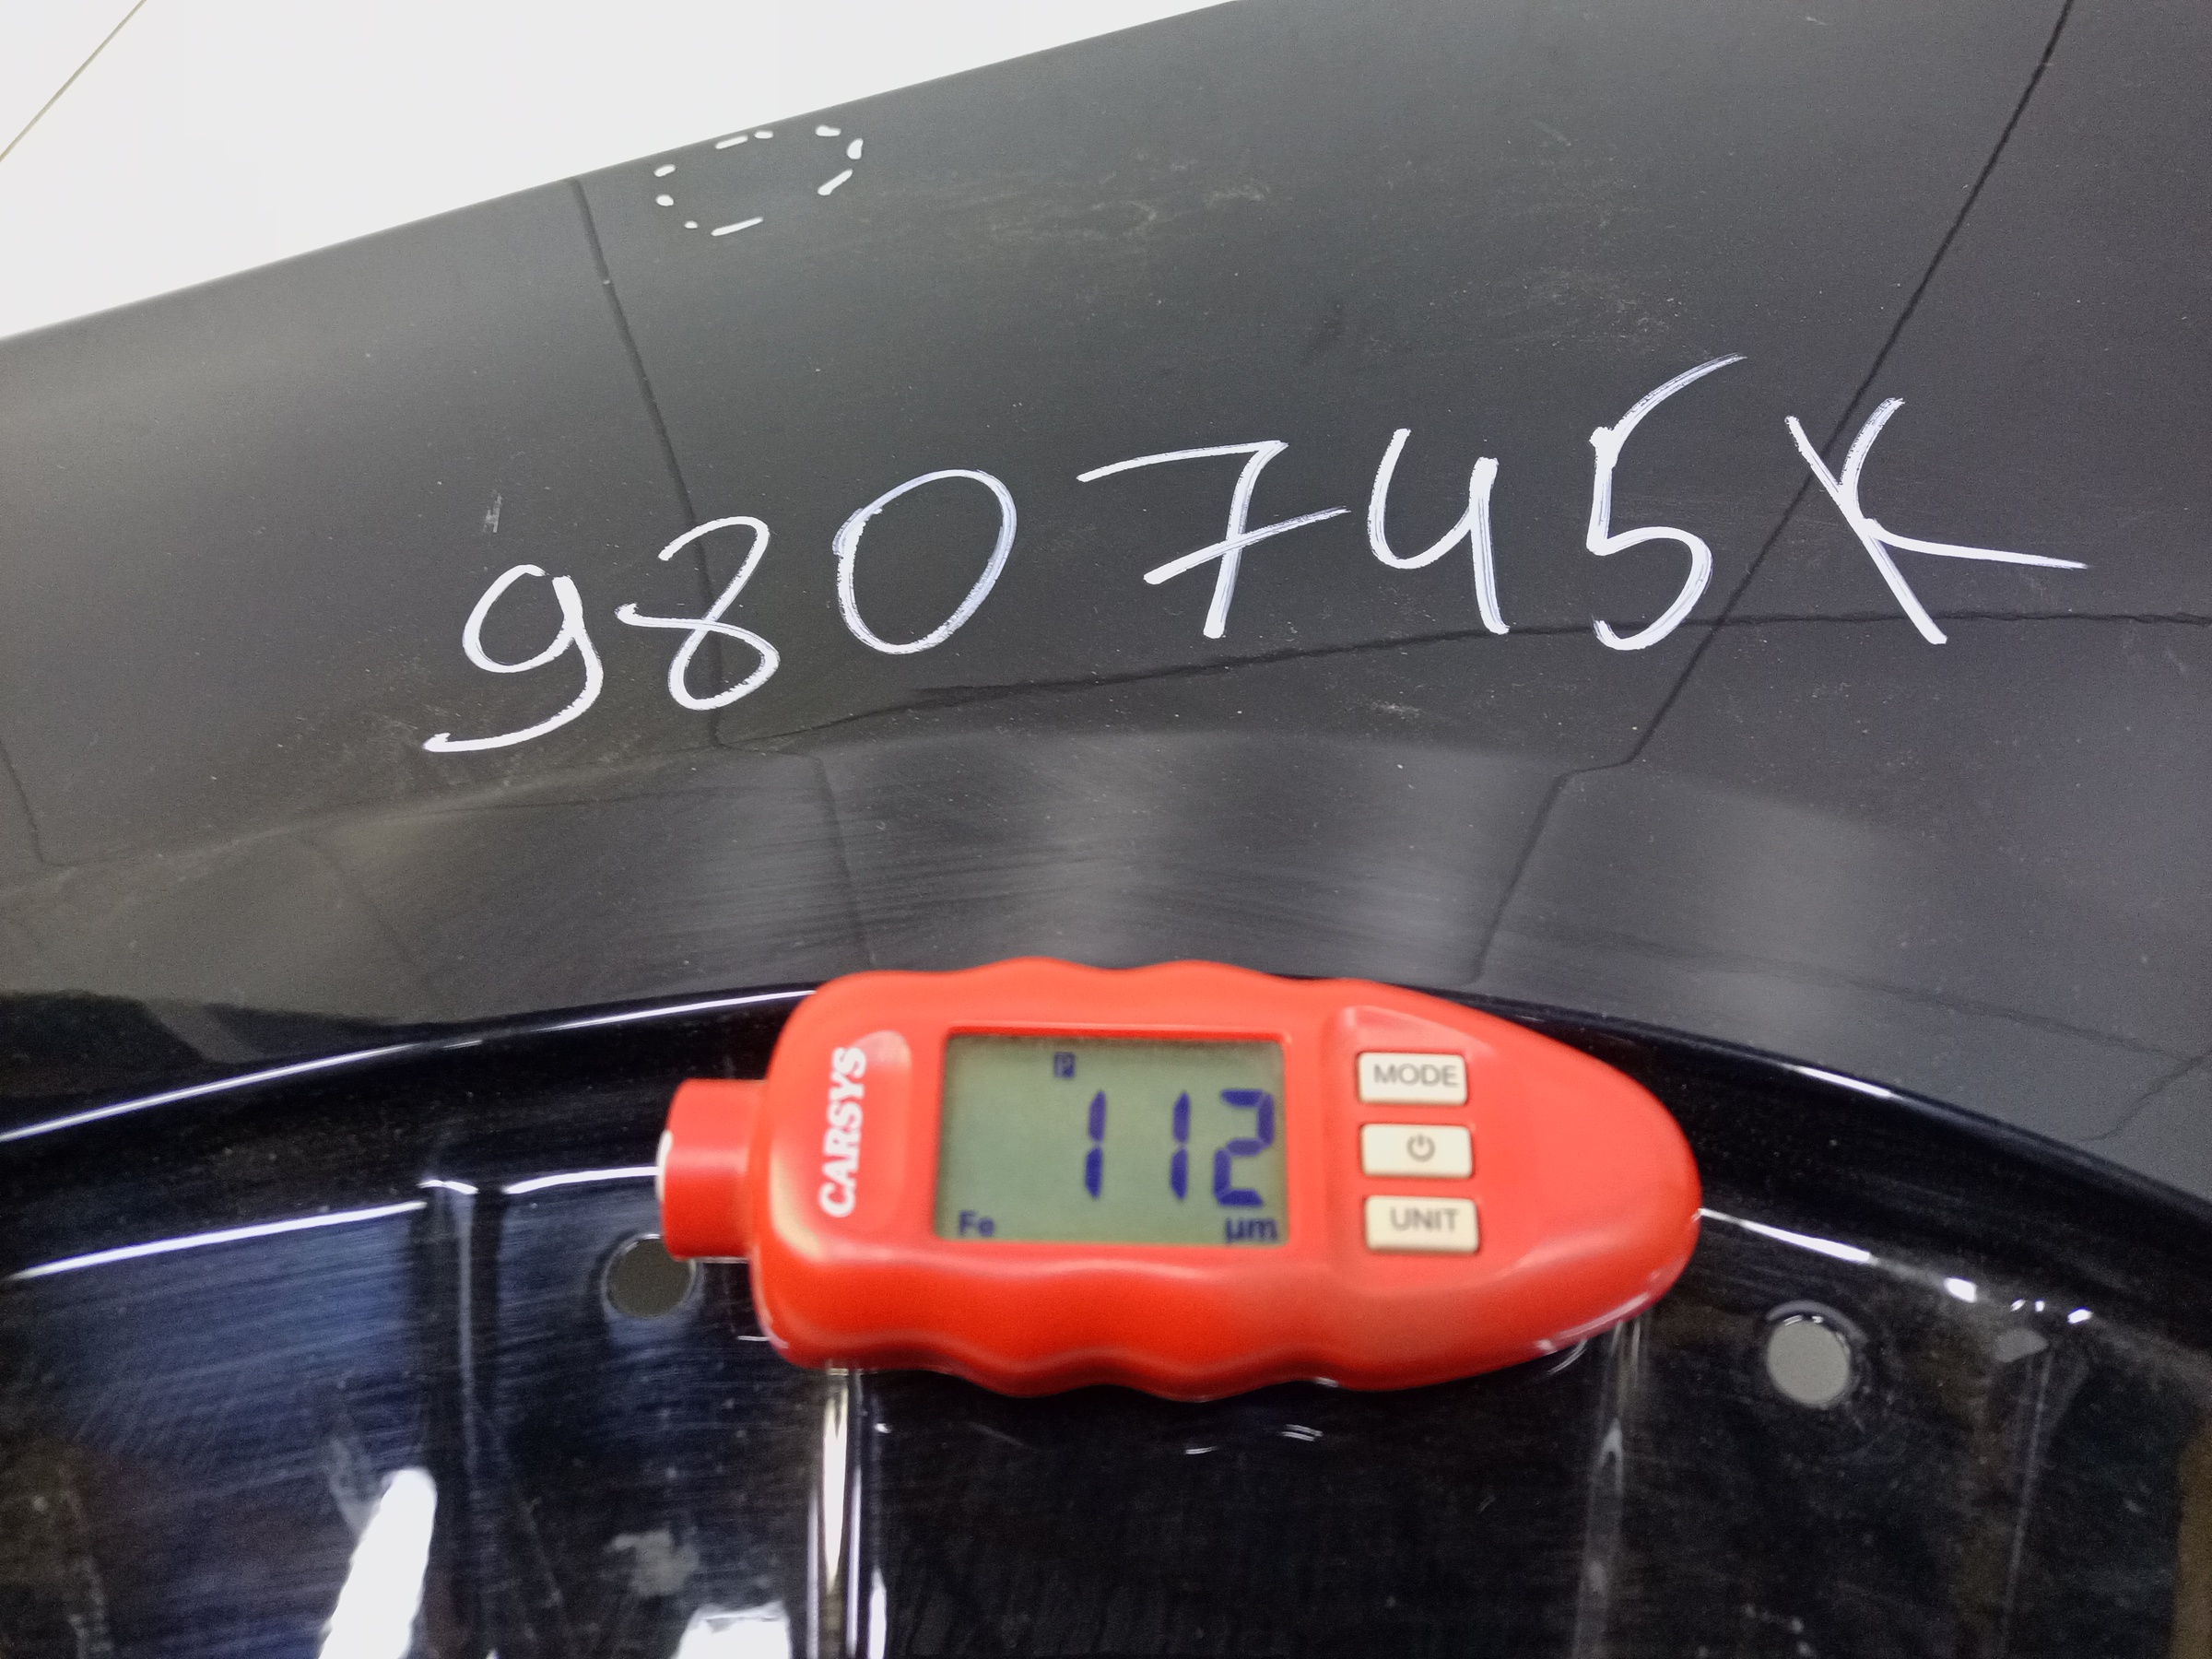 980745K
CARSYS
P
112
Fe µm
MODE
UNIT